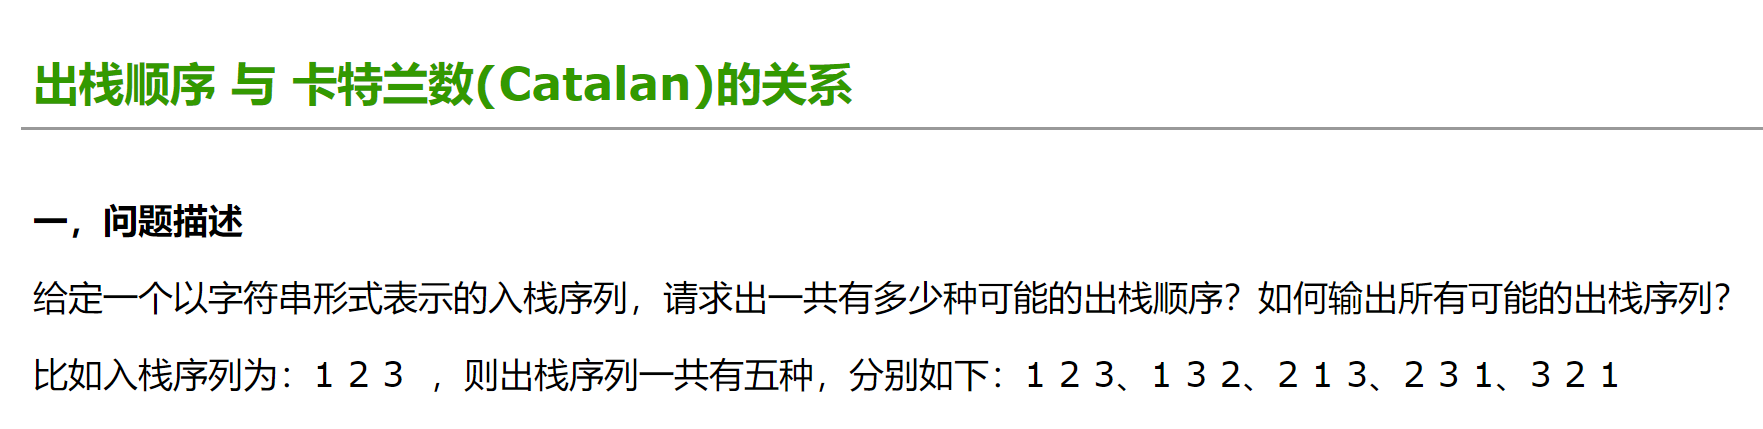 出栈顺序 与 卡特兰数(Catalan)的关系
一，问题描述
给定一个以字符串形式表示的入栈序列，请求出一共有多少种可能的出栈顺序？如何输出所有可能的出栈序列？
比如入栈序列为：1 2 3 ，则出栈序列一共有五种，分别如下：1 2 3、1 3 2、2 1 3、2 3 1、3 2 1